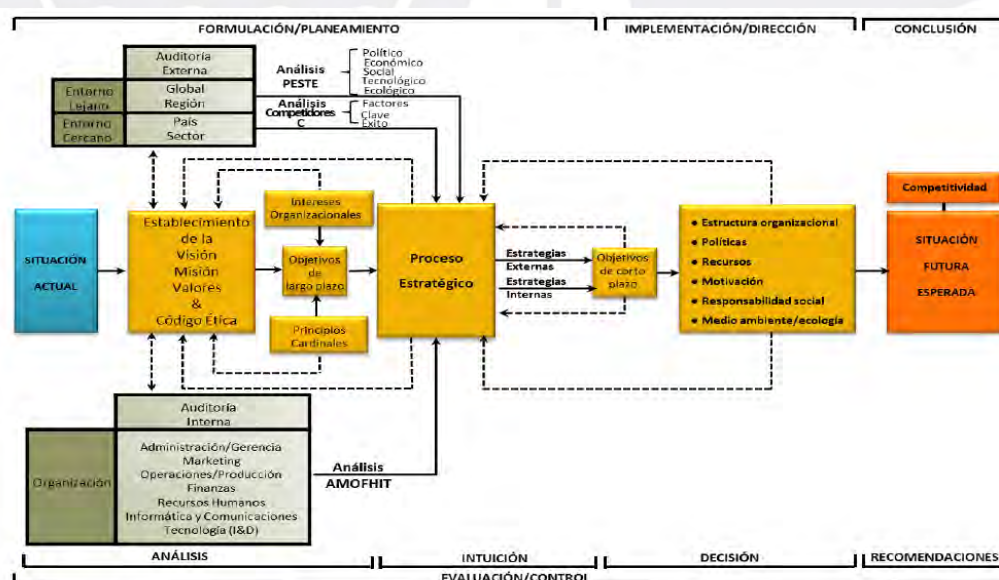 FORMULACIÓN/PLANEAMIENTO
IMPLEMENTACIÓN/DIRECCIÓN
CONCLUSIÓN
Auditoría
Externa
Entorno
Lejano
Global
Región
Entorno
Cercano
País
Sector
Análisis
PESTE
Político
Económico
Social
Tecnológico
Ecológico
Análisis
Competidores
C
Factores
Clave
Éxito
SITUACIÓN
ACTUAL
Establecimiento
de la
Visión
Misión
Valores
&
Código Ética
Intereses
Organizacionales
Objetivos
de
largo plazo
Principios
Cardinales
Proceso
Estratégico
Estrategias
Externas
Estrategias
Internas
Objetivos
de corto
plazo
● Estructura organizacional
● Políticas
● Recursos
● Motivación
● Responsabilidad social
● Medio ambiente/ecología
Competitividad
SITUACIÓN
FUTURA
ESPERADA
Auditoría
Interna
Organización
Administración/Gerencia
Marketing
Operaciones/Producción
Finanzas
Recursos Humanos
Informática y Comunicaciones
Tecnología (I&D)
Análisis
AMOFHIT
ANÁLISIS
INTUICIÓN
DECISIÓN
RECOMENDACIONES
EVALUACIÓN/CONTROL